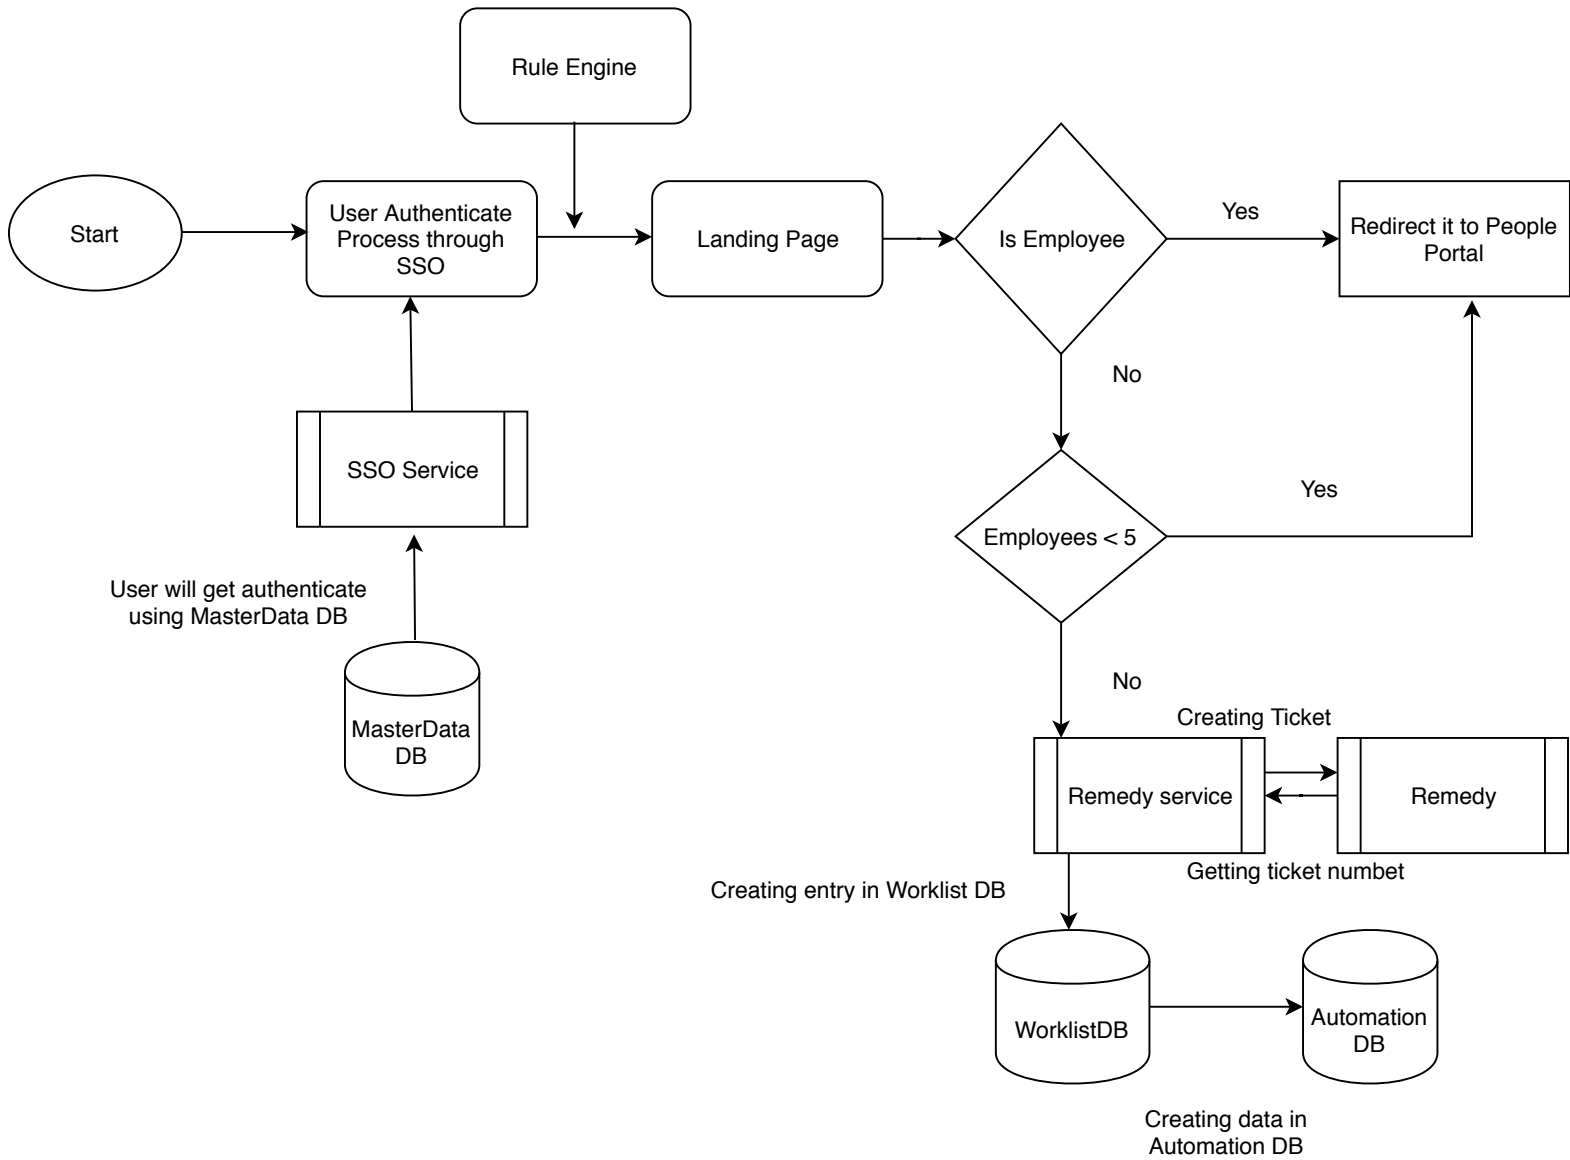 Rule Engine
Start
User Authenticate
Process through
SSO
Landing Page
Is Employee
Yes
Redirect it to People
Portal
No
SSO Service
Employees < 5
Yes
User will get authenticate
using MasterData DB
MasterData
DB
No
Creating Ticket
Remedy service
Remedy
Getting ticket numbet
Creating entry in Worklist DB
WorklistDB
Automation
DB
Creating data in
Automation DB